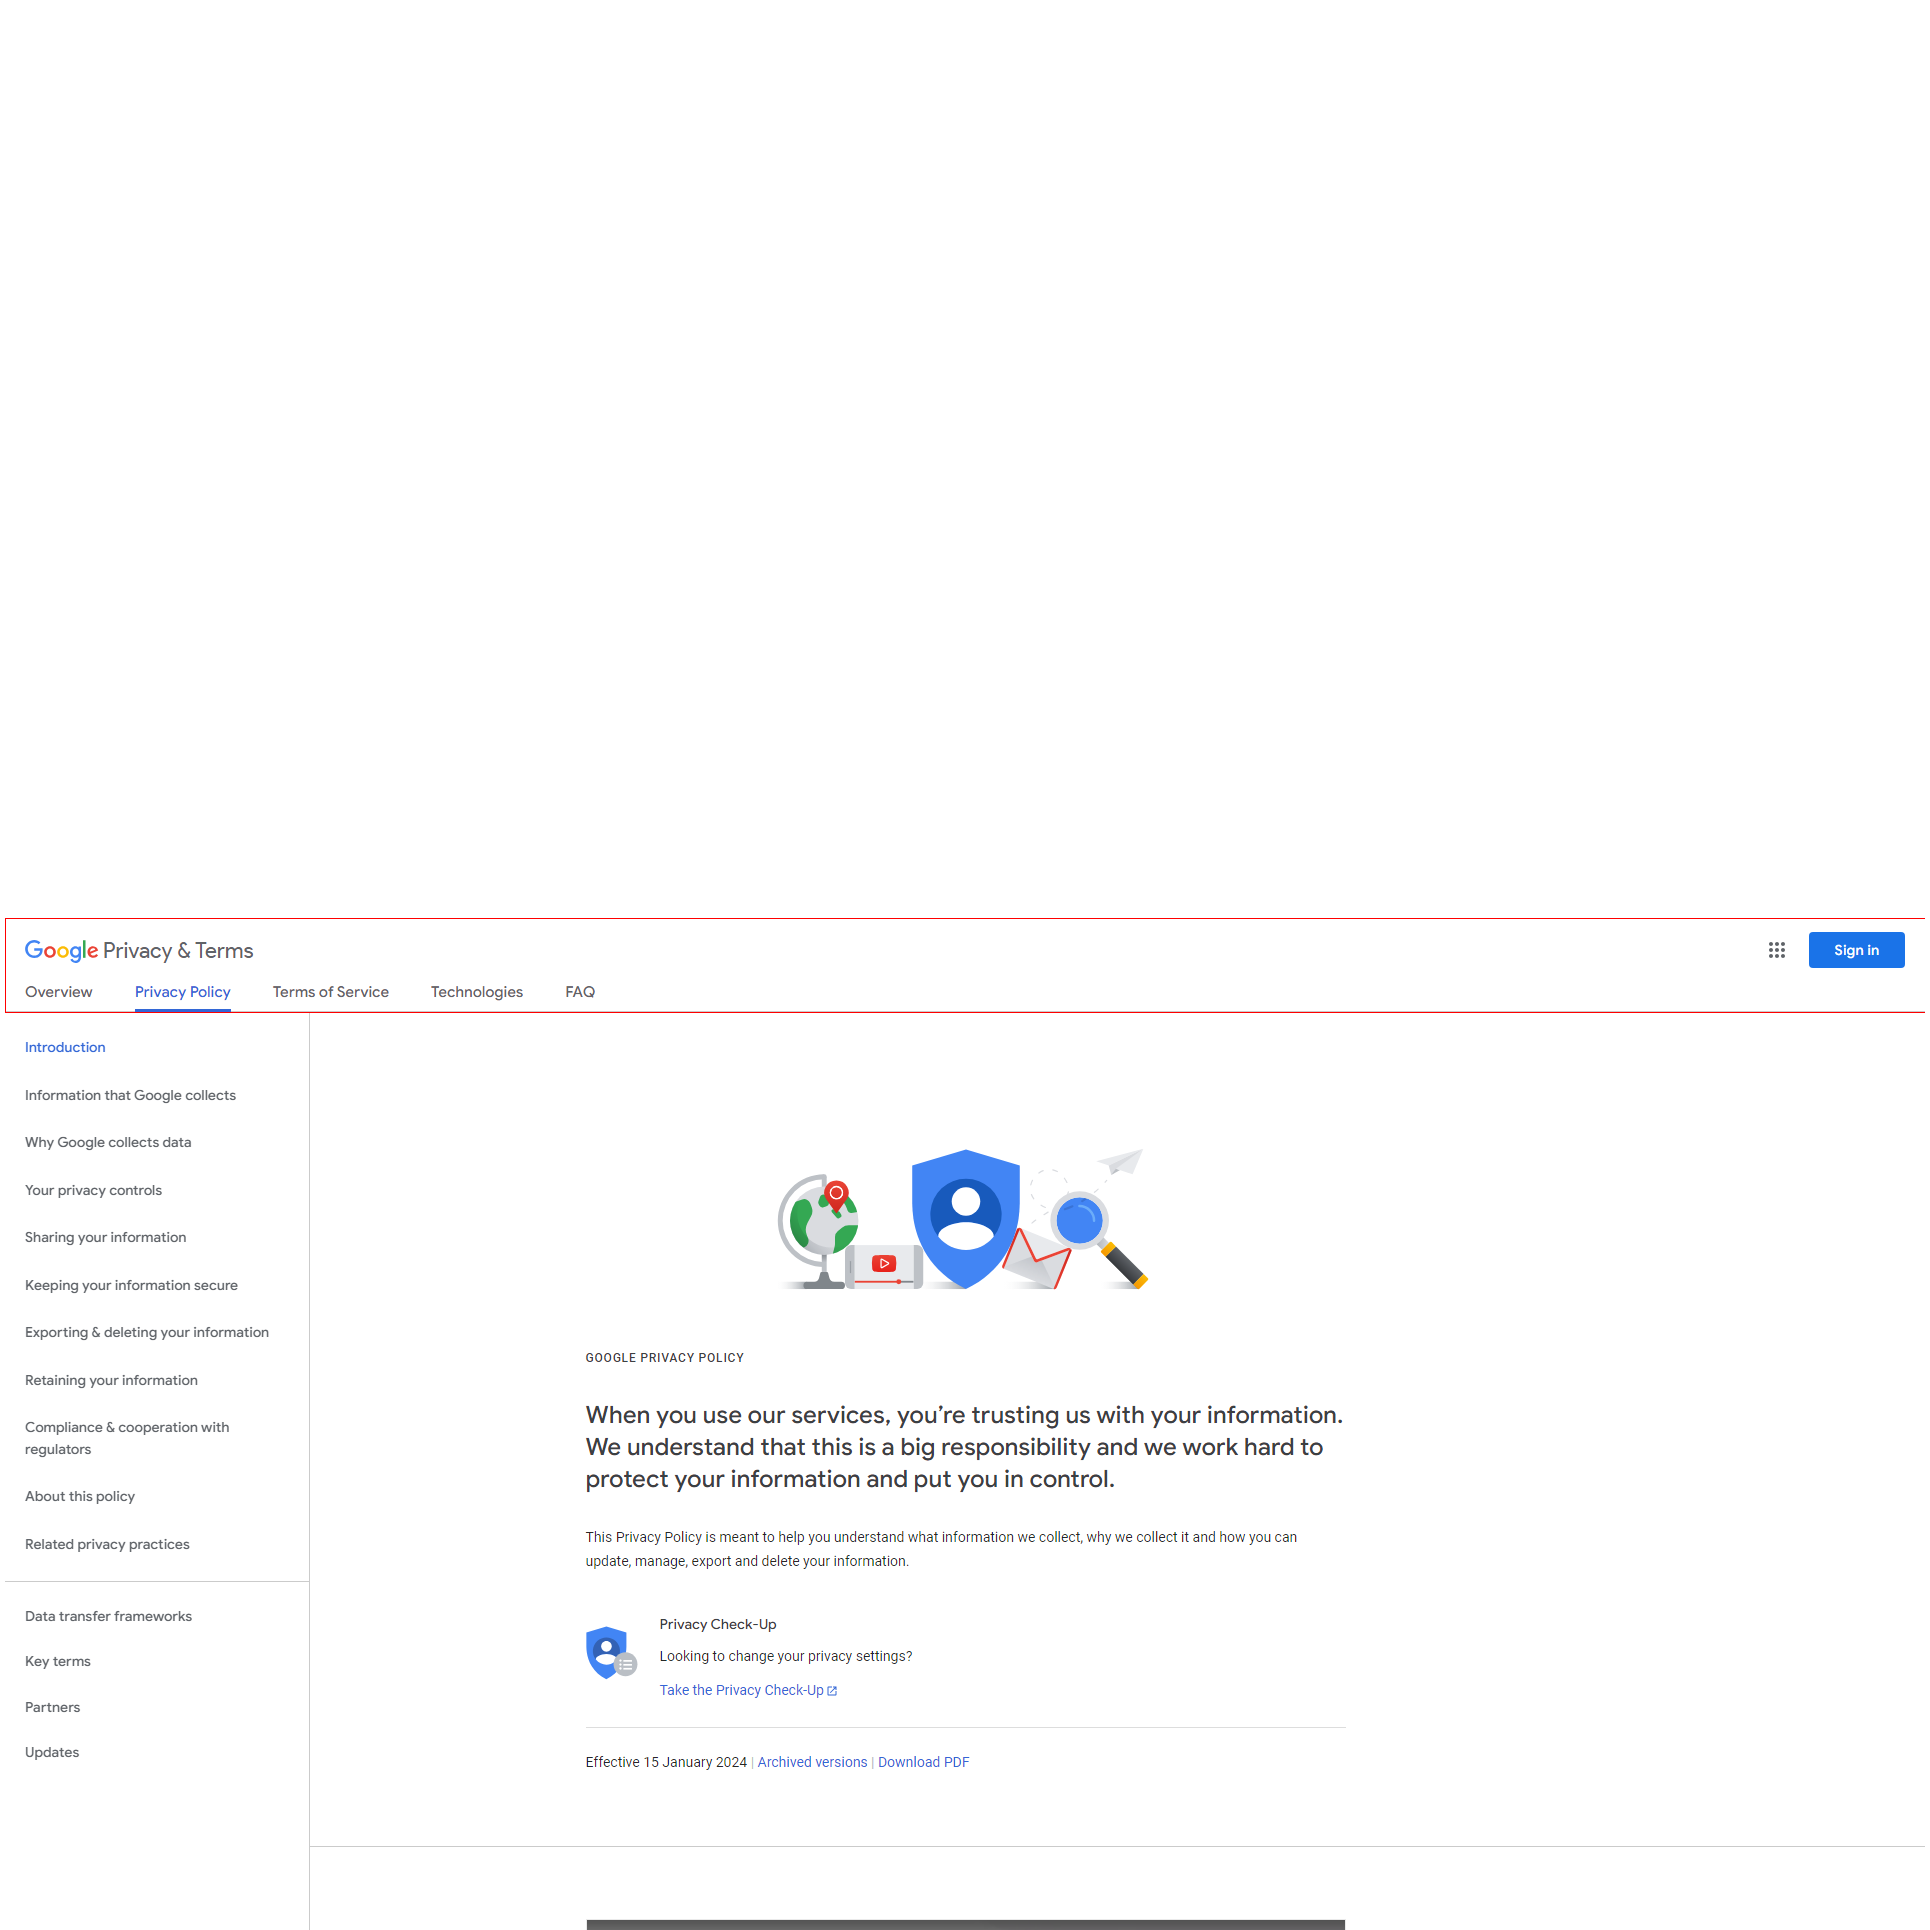 Google Privacy & Terms
Sign in
Overview Privacy Policy Terms of Service Technologies FAQ
Introduction
Information that Google collects
Why Google collects data
Your privacy controls
Sharing your information
Keeping your information secure
Exporting & deleting your information
Retaining your information
Compliance & cooperation with
regulators
About this policy
Related privacy practices
Data transfer frameworks
Key terms
Partners
Updates
GOOGLE PRIVACY POLICY
When you use our services, you’re trusting us with your information.
We understand that this is a big responsibility and we work hard to
protect your information and put you in control.
This Privacy Policy is meant to help you understand what information we collect, why we collect it and how you can
update, manage, export and delete your information.
Privacy Check-Up
Looking to change your privacy settings?
Take the Privacy Check-Up
Effective 15 January 2024 | Archived versions | Download PDF